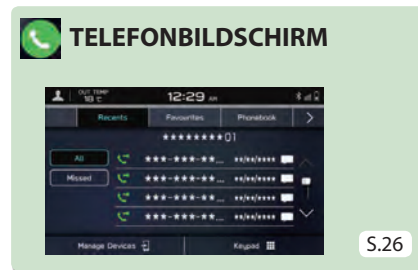 TELEFONBILDSCHIRM
OUT TEMP
18 °C
12:29 AM
Recents Favourites Phonebook >
********01
All
***-***-**... **/**/****
Missed
***-***-**... **/**/****
***-***-**... **/**/****
***-***-**... **/**/****
Manage Devices Keypad
S.26